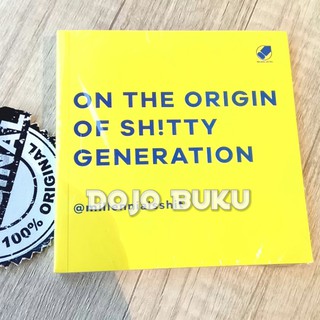 ON THE ORIGIN
OF SH!TTY
GENERATION
DOJO BUKU
100% ORIGINAL